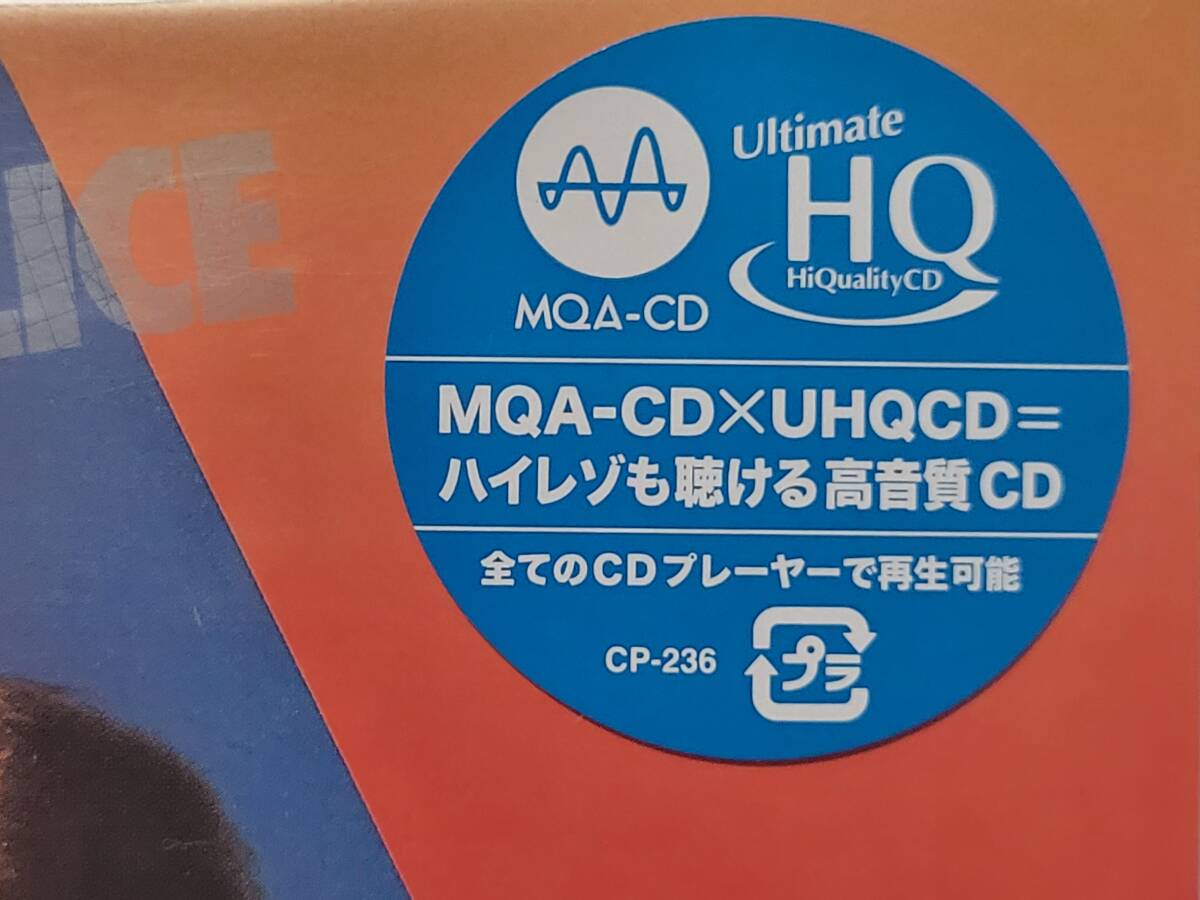 LICE
MQA-CD
Ultimate
HQ
HiQualityCD
MQA-CD×UHQCD=
ハイレゾも聴ける高音質CD
全てのCDプレーヤーで再生可能
CP-236
プラ